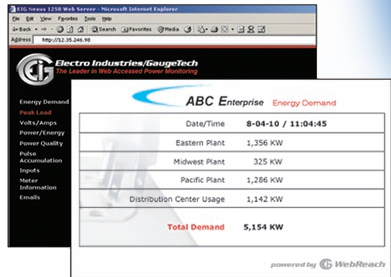 EIG Nexus 1250 Web Server - Microsoft Internet Explorer
File Edit View Favorites Tools Help
Back Search Favorites Media
Address http://12.35.246.98
EIG Electro Industries/GaugeTech
The Leader in Web Accessed Power Monitoring
Energy Demand
Peak Load
Volts/Amps
Power/Energy
Power Quality
Pulse
Accumulation
Inputs
Meter
Information
Emails
ABC Enterprise Energy Demand
Date/Time 8-04-10 / 11:04:45
Eastern Plant 1,356 KW
Midwest Plant 325 KW
Pacific Plant 1,286 KW
Distribution Center Usage 1,142 KW
Total Demand 5,154 KW
powered by EIG WebReach